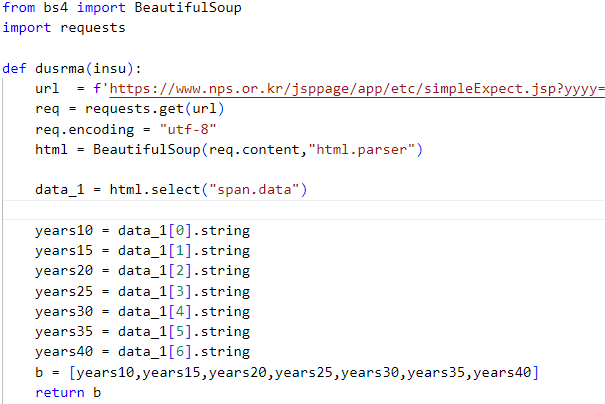 from bs4 import BeautifulSoup
import requests
def dusrma(insu):
url = f'https://www.nps.or.kr/jsppage/app/etc/simpleExpect.jsp?yyyy=
req = requests.get(url)
req.encoding = "utf-8"
html = BeautifulSoup(req.content,"html.parser")
data_1 = html.select("span.data")
years10 = data_1[0].string
years15 = data_1[1].string
years20 = data_1[2].string
years25 = data_1[3].string
years30 = data_1[4].string
years35 = data_1[5].string
years40 = data_1[6].string
b = [years10,years15,years20,years25,years30,years35,years40]
return b